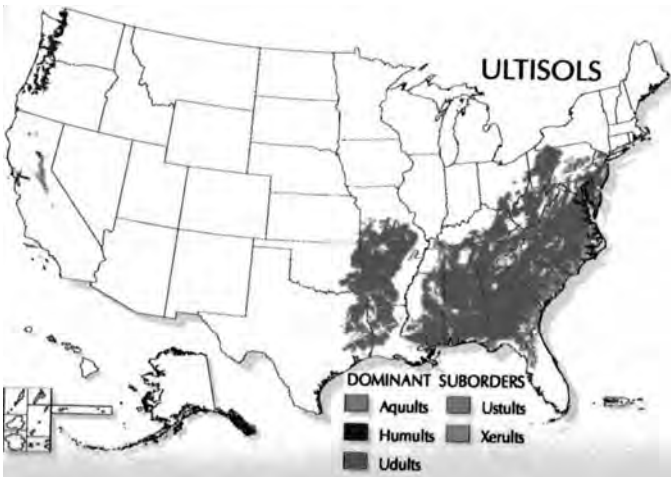 ULTISOLS
DOMINANT SUBORDERS
Aquults Ustults
Humults Xerults
Udults